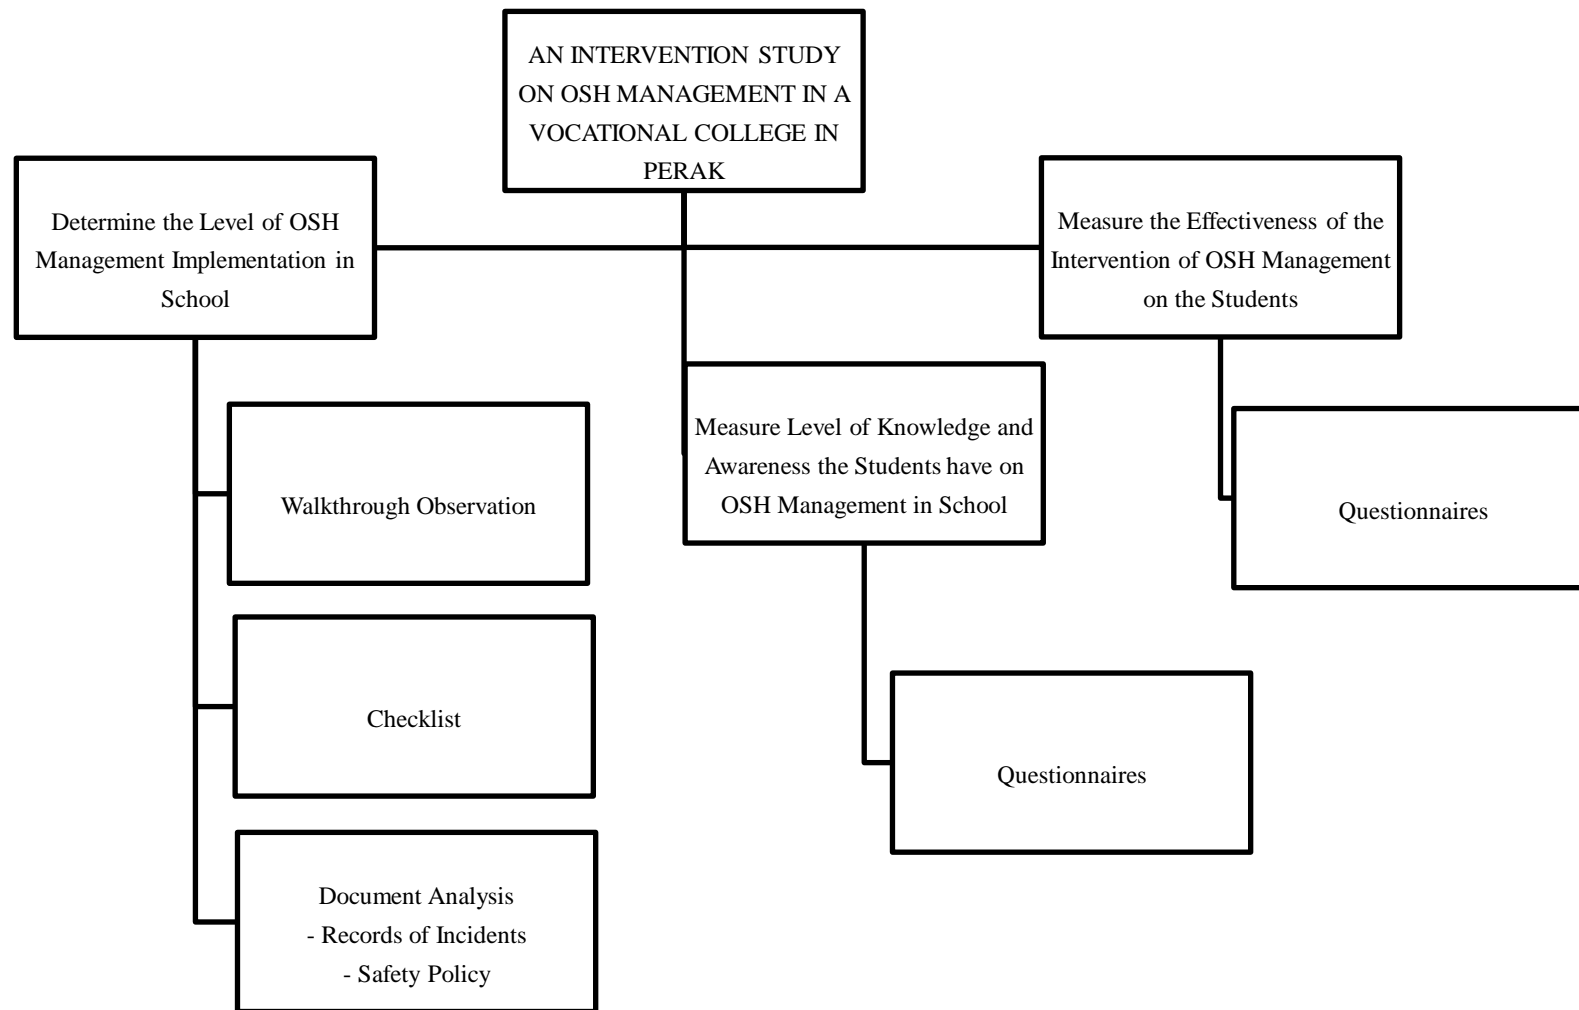 AN INTERVENTION STUDY
ON OSH MANAGEMENT IN A
VOCATIONAL COLLEGE IN
PERAK
Determine the Level of OSH
Management Implementation in
School
Measure the Effectiveness of the
Intervention of OSH Management
on the Students
Measure Level of Knowledge and
Awareness the Students have on
OSH Management in School
Walkthrough Observation
Questionnaires
Checklist
Questionnaires
Document Analysis
- Records of Incidents
- Safety Policy